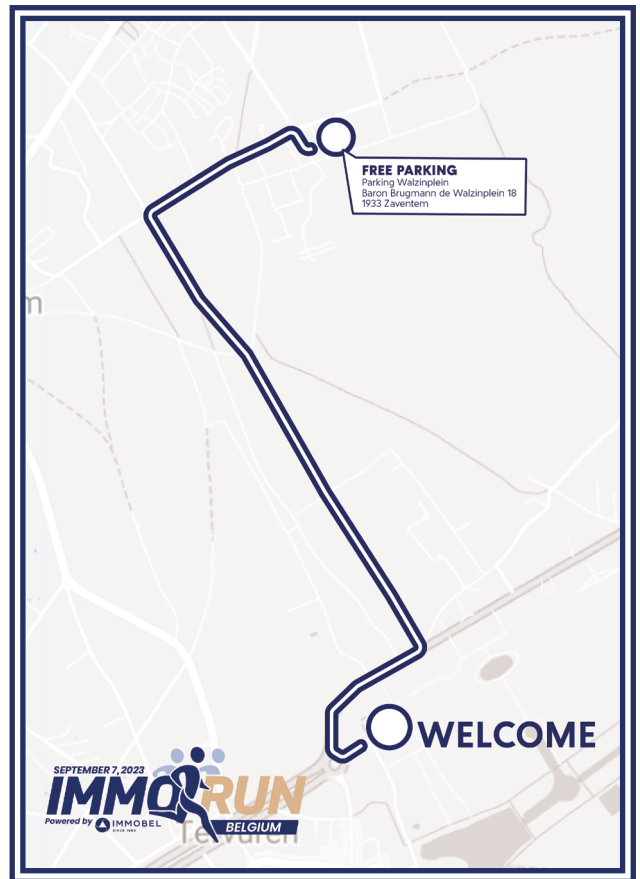 FREE PARKING
Parking Walzinplein
Baron Brugmann de Walzinplein 18
1933 Zaventem
m
WELCOME
SEPTEMBER 7, 2023
IMMORUN
Powered by IMMOBEL
SINCE 1863
BELGIUM